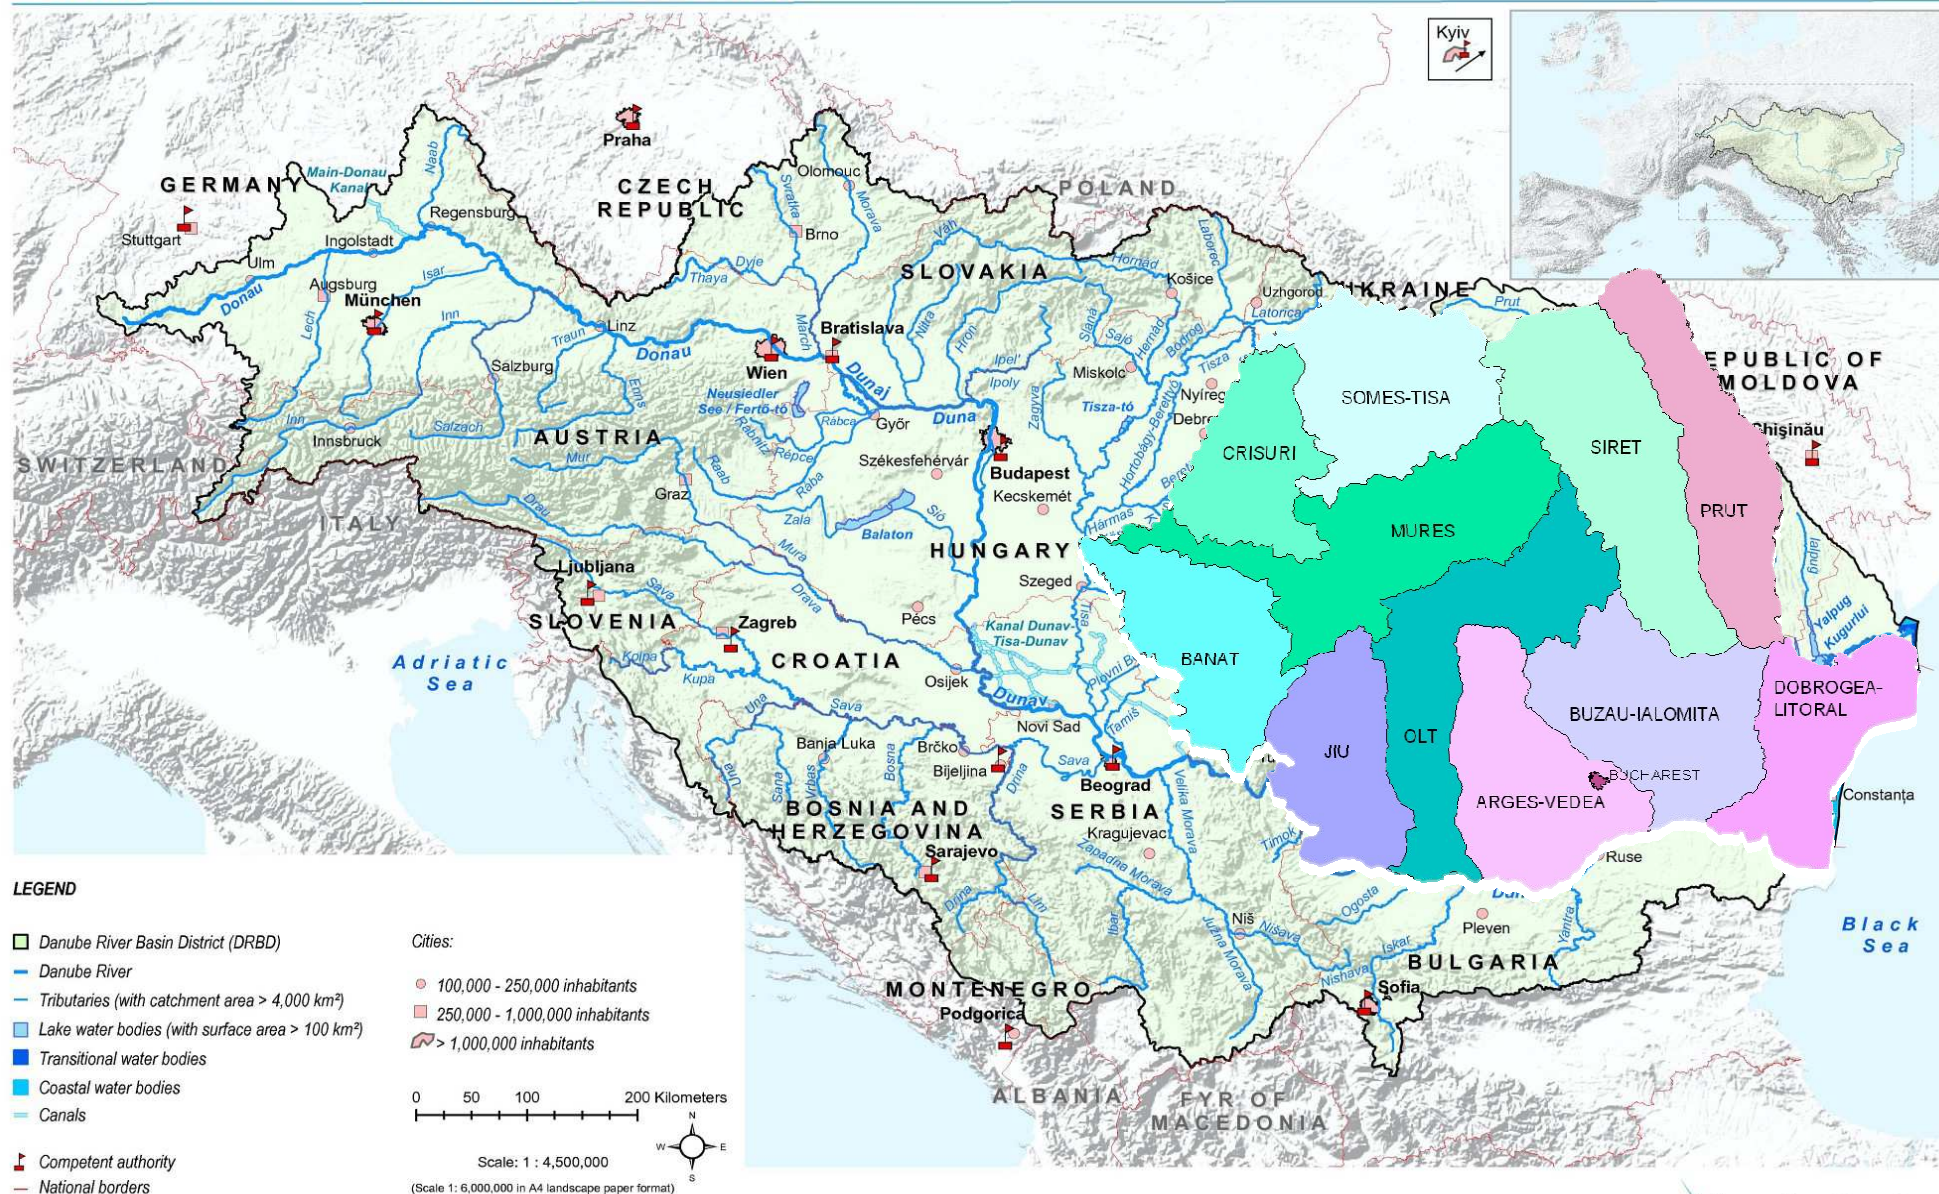 Kyiv
GERMANY
Main-Donau
Kanal
Naab
Praha
CZECH
REPUBLIC
Olomouc
Morava
Svratka
Brno
POLAND
Stuttgart
Regensburg
Ingolstadt
Ulm
Donau
Augsburg
München
Isar
Lech
Inn
Dyje
Thaya
Linz
Traun
Donau
Salzburg
Enns
March
Wien
Bratislava
Dunaj
SLOVAKIA
Váh
Nitra
Hron
Ipel'
Ipoly
Slaná
Sajó
Hornád
Hernád
Bodrog
Laborec
Košice
Uzhgorod
Latorica
Tisza
Miskolc
UKRAINE
Prut
REPUBLIC OF
MOLDOVA
Chişinău
Neusiedler
See / Fertő-tó
Rabnitz
Répce
Rábca
Győr
Duna
Zagyva
Tisza-tó
Hortobágy-Berettyó
Inn
Innsbruck
Salzach
AUSTRIA
Mur
SWITZERLAND
ITALY
Graz
Raab
Rába
Székesfehérvár
Budapest
Kecskemét
Zala
Balaton
Sió
HUNGARY
Hármas
Szeged
Drau
Mura
Drava
Pécs
Ljubljana
Sava
SLOVENIA
Zagreb
Kolpa
Kupa
CROATIA
Osijek
Kanal Dunav-
Tisa-Dunav
Tisa
Dunav
Novi Sad
Tamiš
Adriatic
Sea
Una
Sava
Banja Luka
Brčko
Bijeljina
Una
Sana
Vrbas
Bosna
Drina
Sava
Beograd
BOSNIA AND
HERZEGOVINA
Sarajevo
SERBIA
Kragujevac
Velika Morava
Zapadna Morava
Timok
Drina
Lim
Ibar
Južna Morava
Niš
Nišava
Nishava
Ogosta
Iskar
Pleven
Yantra
Ruse
BULGARIA
Sofia
MONTENEGRO
Podgorica
ALBANIA
FYR OF
MACEDONIA
Black
Sea
Constanţa
Ialpug
Yalpug
Kugurlui
SOMES-TISA
CRISURI
SIRET
MURES
PRUT
BANAT
JIU
OLT
BUZAU-IALOMITA
DOBROGEA-
LITORAL
BUCHAREST
ARGES-VEDEA
LEGEND
Danube River Basin District (DRBD)
Danube River
Tributaries (with catchment area > 4,000 km²)
Lake water bodies (with surface area > 100 km²)
Transitional water bodies
Coastal water bodies
Canals
Competent authority
National borders
Cities:
100,000 - 250,000 inhabitants
250,000 - 1,000,000 inhabitants
> 1,000,000 inhabitants
0 50 100 200 Kilometers
N
W E
S
Scale: 1 : 4,500,000
(Scale 1: 6,000,000 in A4 landscape paper format)